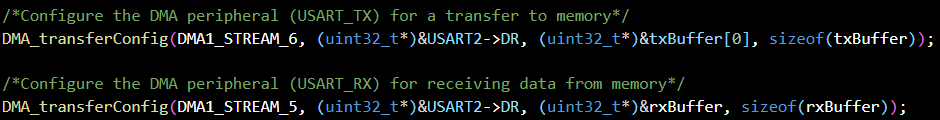 /*Configure the DMA peripheral (USART_TX) for a transfer to memory*/
DMA_transferConfig(DMA1_STREAM_6, (uint32_t*)&USART2->DR, (uint32_t*)&txBuffer[0], sizeof(txBuffer));
/*Configure the DMA peripheral (USART_RX) for receiving data from memory*/
DMA_transferConfig(DMA1_STREAM_5, (uint32_t*)&USART2->DR, (uint32_t*)&rxBuffer, sizeof(rxBuffer));